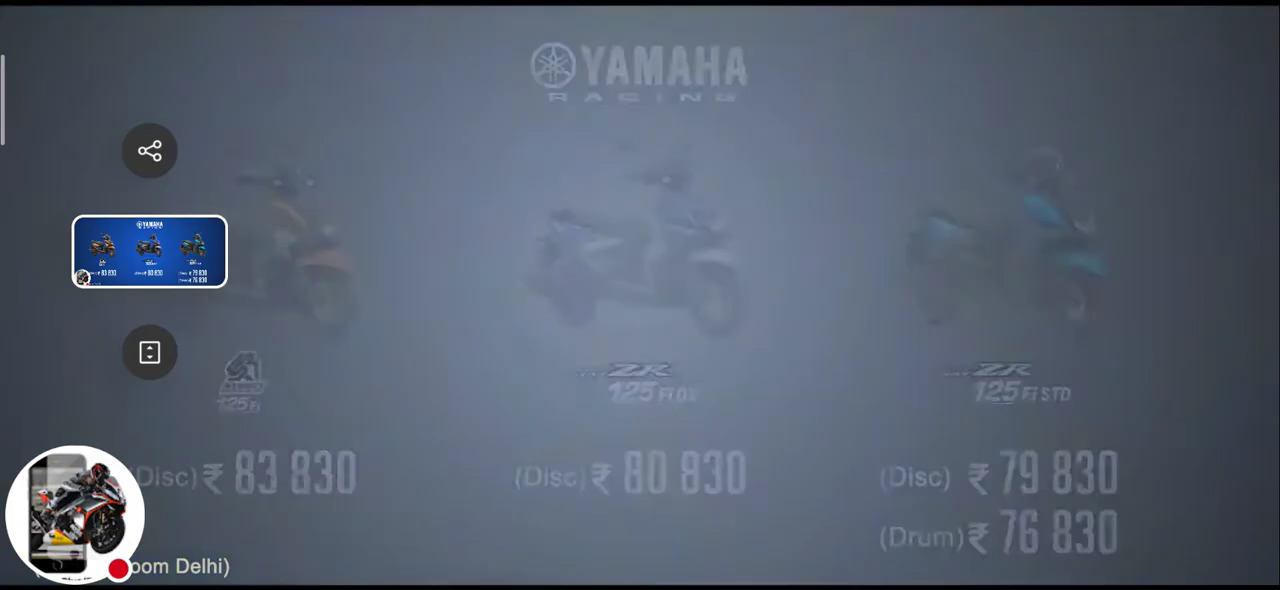 YAMAHA
RACING
125 Fi
ZR
125 Fi DX
ZR
125 Fi STD
(Disc) ₹ 83 830
(Disc) ₹ 80 830
(Disc) ₹ 79 830
(Drum) ₹ 76 830
Delhi)